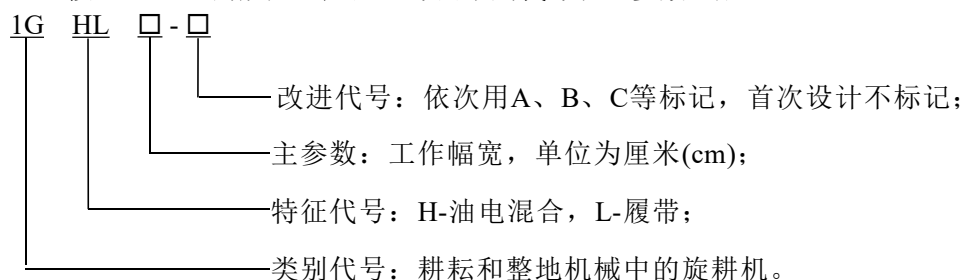 1G HL □-□
改进代号：依次用A、B、C等标记，首次设计不标记；
主参数：工作幅宽，单位为厘米(cm)；
特征代号：H-油电混合，L-履带；
类别代号：耕耘和整地机械中的旋耕机。